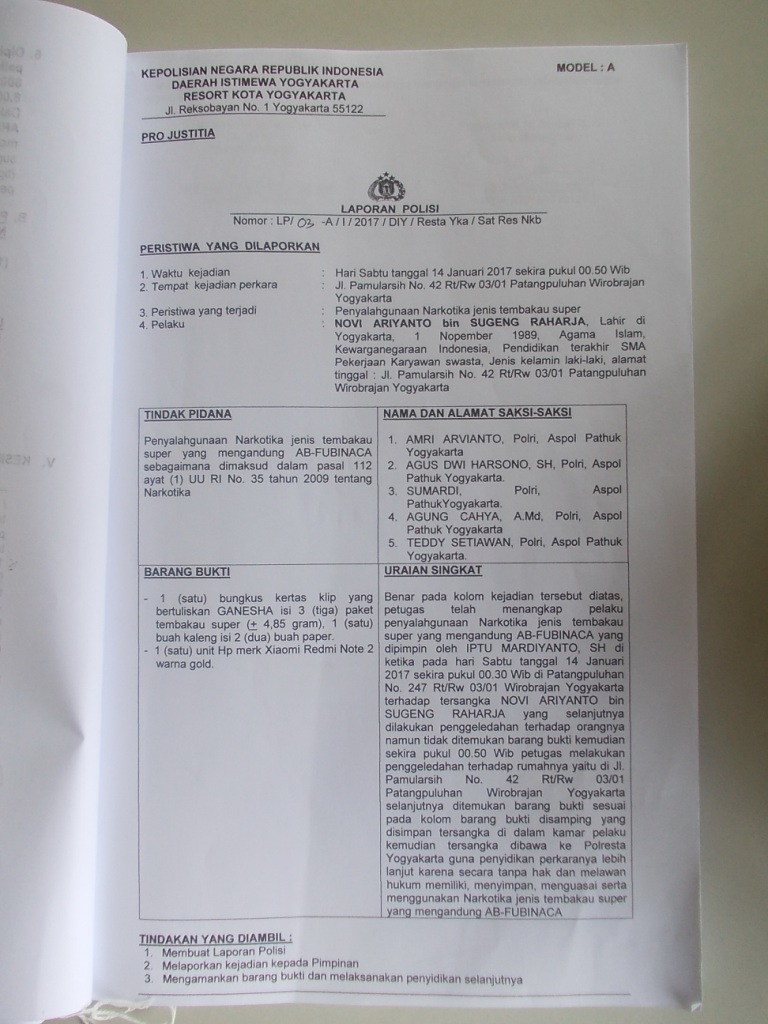 KEPOLISIAN NEGARA REPUBLIK INDONESIA
DAERAH ISTIMEWA YOGYAKARTA
RESORT KOTA YOGYAKARTA
Jl. Reksobayan No. 1 Yogyakarta 55122
MODEL : A
PRO JUSTITIA
LAPORAN POLISI
Nomor : LP/ 03 -A / I / 2017 / DIY / Resta Yka / Sat Res Nkb
PERISTIWA YANG DILAPORKAN
1. Waktu kejadian : Hari Sabtu tanggal 14 Januari 2017 sekira pukul 00.50 Wib
2. Tempat kejadian perkara : Jl. Pamularsih No. 42 Rt/Rw 03/01 Patangpuluhan Wirobrajan
Yogyakarta
3. Peristiwa yang terjadi : Penyalahgunaan Narkotika jenis tembakau super
4. Pelaku : NOVI ARIYANTO bin SUGENG RAHARJA, Lahir di
Yogyakarta, 1 Nopember 1989, Agama Islam,
Kewarganegaraan Indonesia, Pendidikan terakhir SMA
Pekerjaan Karyawan swasta, Jenis kelamin laki-laki, alamat
tinggal : Jl. Pamularsih No. 42 Rt/Rw 03/01 Patangpuluhan
Wirobrajan Yogyakarta
TINDAK PIDANA
Penyalahgunaan Narkotika jenis tembakau
super yang mengandung AB-FUBINACA
sebagaimana dimaksud dalam pasal 112
ayat (1) UU RI No. 35 tahun 2009 tentang
Narkotika
NAMA DAN ALAMAT SAKSI-SAKSI
1. AMRI ARVIANTO, Polri, Aspol Pathuk
Yogyakarta
2. AGUS DWI HARSONO, SH, Polri, Aspol
Pathuk Yogyakarta.
3. SUMARDI, Polri, Aspol
PathukYogyakarta.
4. AGUNG CAHYA, A.Md, Polri, Aspol
Pathuk Yogyakarta
5. TEDDY SETIAWAN, Polri, Aspol Pathuk
Yogyakarta.
BARANG BUKTI
- 1 (satu) bungkus kertas klip yang
bertuliskan GANESHA isi 3 (tiga) paket
tembakau super (± 4,85 gram), 1 (satu)
buah kaleng isi 2 (dua) buah paper.
- 1 (satu) unit Hp merk Xiaomi Redmi Note 2
warna gold.
URAIAN SINGKAT
Benar pada kolom kejadian tersebut diatas,
petugas telah menangkap pelaku
penyalahgunaan Narkotika jenis tembakau
super yang mengandung AB-FUBINACA yang
dipimpin oleh IPTU MARDIYANTO, SH di
ketika pada hari Sabtu tanggal 14 Januari
2017 sekira pukul 00.30 Wib di Patangpuluhan
No. 247 Rt/Rw 03/01 Wirobrajan Yogyakarta
terhadap tersangka NOVI ARIYANTO bin
SUGENG RAHARJA yang selanjutnya
dilakukan penggeledahan terhadap orangnya
namun tidak ditemukan barang bukti kemudian
sekira pukul 00.50 Wib petugas melakukan
penggeledahan terhadap rumahnya yaitu di Jl.
Pamularsih No. 42 Rt/Rw 03/01
Patangpuluhan Wirobrajan Yogyakarta
selanjutnya ditemukan barang bukti sesuai
pada kolom barang bukti disamping yang
disimpan tersangka di dalam kamar pelaku
kemudian tersangka dibawa ke Polresta
Yogyakarta guna penyidikan perkaranya lebih
lanjut karena secara tanpa hak dan melawan
hukum memiliki, menyimpan, menguasai serta
menggunakan Narkotika jenis tembakau super
yang mengandung AB-FUBINACA
TINDAKAN YANG DIAMBIL :
1. Membuat Laporan Polisi
2. Melaporkan kejadian kepada Pimpinan
3. Mengamankan barang bukti dan melaksanakan penyidikan selanjutnya